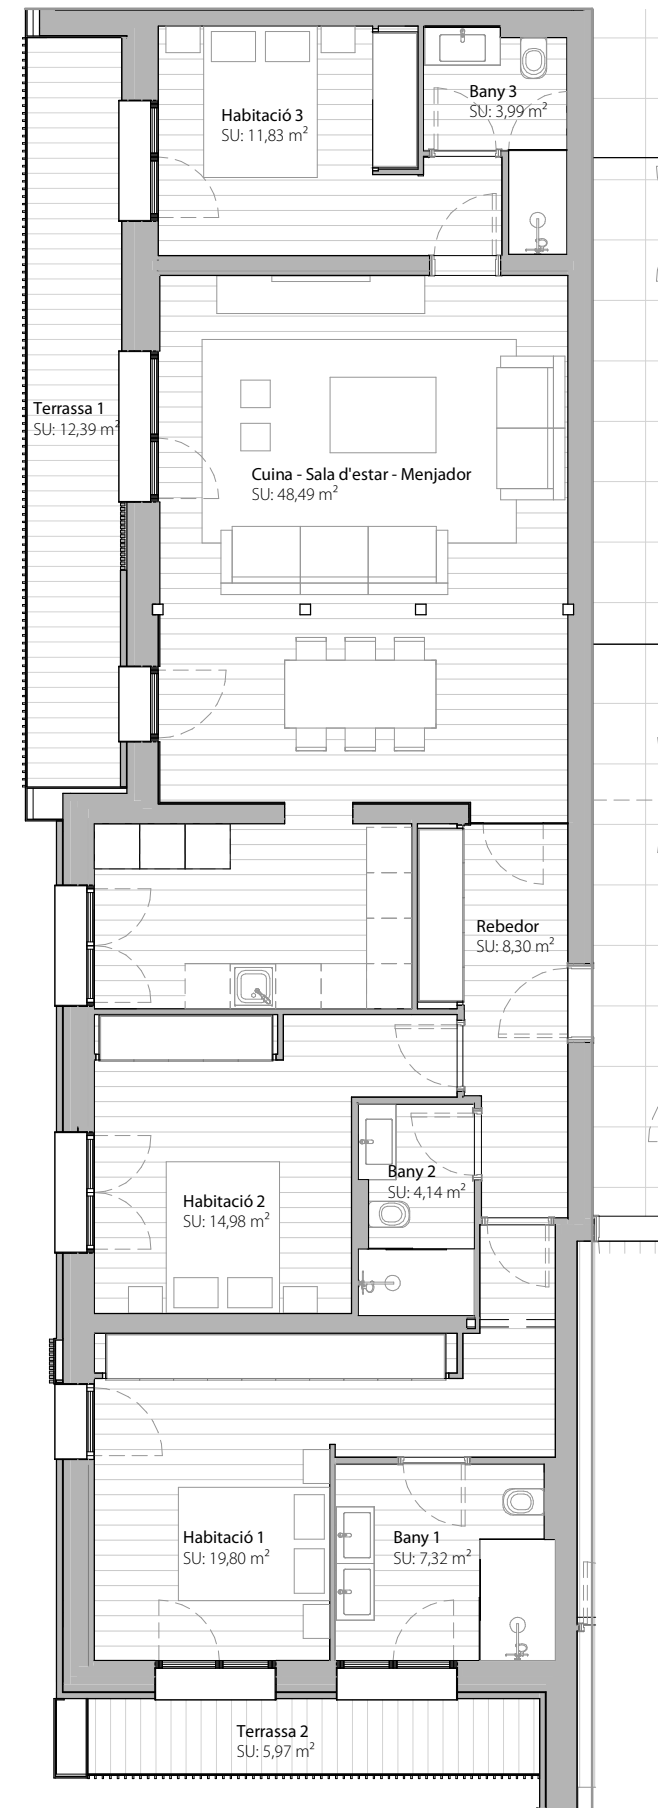 Habitació 3
SU: 11,83 m²
Bany 3
SU: 3,99 m²
Terrassa 1
SU: 12,39 m²
Cuina - Sala d'estar - Menjador
SU: 48,49 m²
Rebedor
SU: 8,30 m²
Bany 2
SU: 4,14 m²
Habitació 2
SU: 14,98 m²
Habitació 1
SU: 19,80 m²
Bany 1
SU: 7,32 m²
Terrassa 2
SU: 5,97 m²